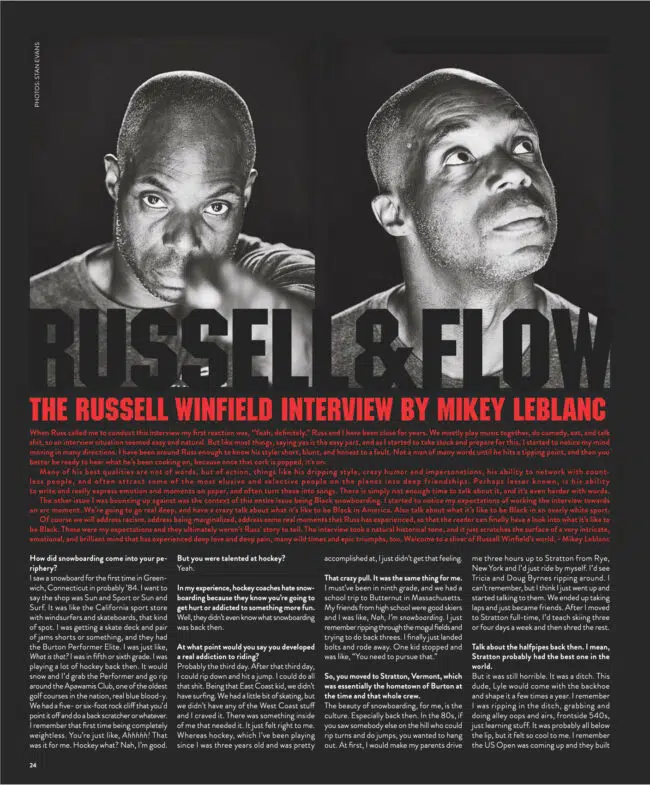 PHOTOS: STAN EVANS
RUSSELL & FLOW
THE RUSSELL WINFIELD INTERVIEW BY MIKEY LEBLANC
When Russ called me to conduct this interview my first reaction was, "Yeah, definitely." Russ and I have been close for years. We mostly play music together, do comedy, eat, and talk
shit, so an interview situation seemed easy and natural. But like most things, saying yes is the easy part, and as I started to take stock and prepare for this, I started to notice my mind
moving in many directions. I have been around Russ enough to know his style: short, blunt, and honest to a fault. Not a man of many words until he hits a tipping point, and then you
better be ready to hear what he's been cooking on, because once that cork is popped, it's on.
Many of his best qualities are not of words, but of action, things like his dripping style, crazy humor and impersonations, his ability to network with count-
less people, and often attract some of the most elusive and selective people on the planet into deep friendships. Perhaps lesser known, is his ability
to write and really express emotion and moments on paper, and often turn these into songs. There is simply not enough time to talk about it, and it's even harder with words.
The other issue I was bouncing up against was the context of this entire issue being Black snowboarding. I started to notice my expectations of working the interview towards
an arc moment. We're going to go real deep, and have a crazy talk about what it's like to be Black in America. Also talk about what it's like to be Black in an overly white sport.
Of course we will address racism, address being marginalized, address some real moments that Russ has experienced, so that the reader can finally have a look into what it's like to
be Black. Those were my expectations and they ultimately weren't Russ' story to tell. The interview took a natural historical tone, and it just scratches the surface of a very intricate,
emotional, and brilliant mind that has experienced deep love and deep pain, many wild times and epic triumphs, too. Welcome to a sliver of Russell Winfield's world. - Mikey Leblanc
How did snowboarding come into your pe-
riphery?
I saw a snowboard for the first time in Green-
wich, Connecticut in probably '84. I want to
say the shop was Sun and Sport or Sun and
Surf. It was like the California sport store
with windsurfers and skateboards, that kind
of spot. I was getting a skate deck and pair
of jams shorts or something, and they had
the Burton Performer Elite. I was just like,
What is that? I was in fifth or sixth grade. I was
playing a lot of hockey back then. It would
snow and I'd grab the Performer and go rip
around the Apawamis Club, one of the oldest
golf courses in the nation, real blue blood-y.
We had a five- or six-foot rock cliff that you'd
point it off and do a back scratcher or whatever.
I remember that first time being completely
weightless. You're just like, Ahhhhh! That
was it for me. Hockey what? Nah, I'm good.
But you were talented at hockey?
Yeah.
In my experience, hockey coaches hate snow-
boarding because they know you're going to
get hurt or addicted to something more fun.
Well, they didn't even know what snowboarding
was back then.
At what point would you say you developed
a real addiction to riding?
Probably the third day. After that third day,
I could rip down and hit a jump. I could do all
that shit. Being that East Coast kid, we didn't
have surfing. We had a little bit of skating, but
we didn't have any of the West Coast stuff
and I craved it. There was something inside
of me that needed it. It just felt right to me.
Whereas hockey, which I've been playing
since I was three years old and was pretty
accomplished at, I just didn't get that feeling.
That crazy pull. It was the same thing for me.
I must've been in ninth grade, and we had a
school trip to Butternut in Massachusetts.
My friends from high school were good skiers
and I was like, Nah, I'm snowboarding. I just
remember ripping through the mogul fields and
trying to do back threes. I finally just landed
bolts and rode away. One kid stopped and
was like, "You need to pursue that."
So, you moved to Stratton, Vermont, which
was essentially the hometown of Burton at
the time and that whole crew.
The beauty of snowboarding, for me, is the
culture. Especially back then. In the 80s, if
you saw somebody else on the hill who could
rip turns and do jumps, you wanted to hang
out. At first, I would make my parents drive
me three hours up to Stratton from Rye,
New York and I'd just ride by myself. I'd see
Tricia and Doug Byrnes ripping around. I
can't remember, but I think I just went up and
started talking to them. We ended up taking
laps and just became friends. After I moved
to Stratton full-time, I'd teach skiing three
or four days a week and then shred the rest.
Talk about the halfpipes back then. I mean,
Stratton probably had the best one in the
world.
But it was still horrible. It was a ditch. This
dude, Lyle would come with the backhoe
and shape it a few times a year. I remember
I was ripping in the ditch, grabbing and
doing alley oops and airs, frontside 540s,
just learning stuff. It was probably all below
the lip, but it felt so cool to me. I remember
the US Open was coming up and they built
24